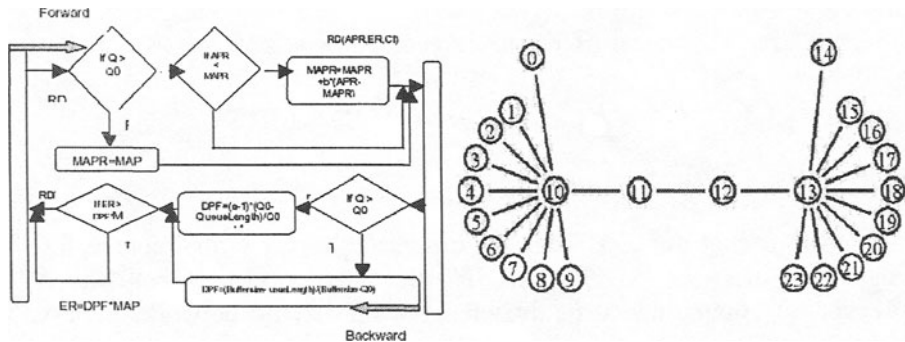 Forward
If Q >
Q0
If APR
<
MAPR
RD(APR,ER,CI)
MAPR=MAPR
+b*(APR-
MAPR)
RD
F
MAPR=MAP
RD
If ER>
DPF*M
DPF=(a-1)*(Q0-
QueueLength)/Q0
If Q >
Q0
F
T
T
ER=DPF*MAP
Backward
0
1
2
3
4
5
6
7
8
9
10
11
12
13
14
15
16
17
18
19
20
21
22
23